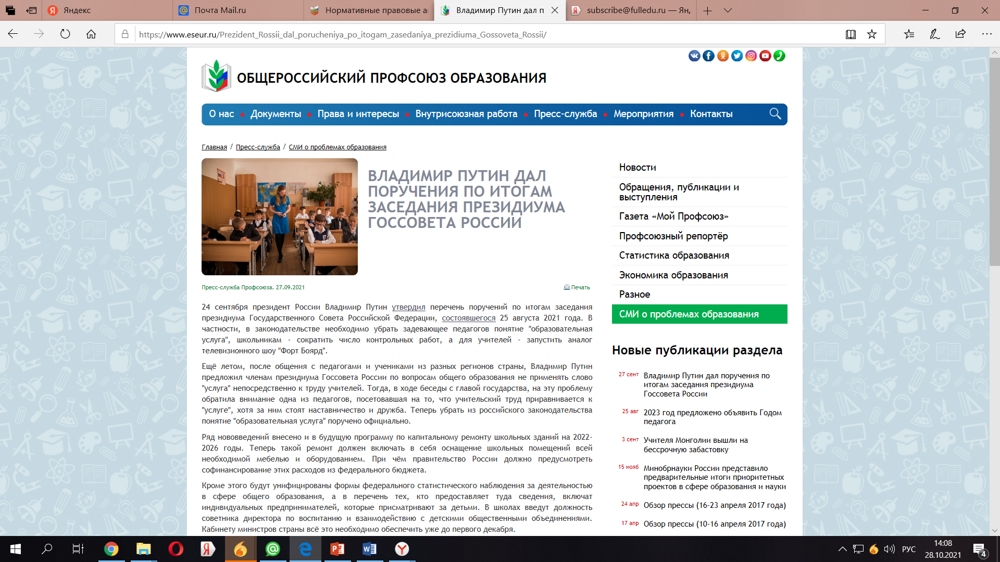 Яндекс
Почта Mail.ru
Нормативные правовые а
Владимир Путин дал п
subscribe@fulledu.ru — Ян,
https://www.eseur.ru/Prezident_Rossii_dal_porucheniya_po_itogam_zasedaniya_prezidiuma_Gossoveta_Rossii/
ОБЩЕРОССИЙСКИЙ ПРОФСОЮЗ ОБРАЗОВАНИЯ
О нас • Документы • Права и интересы • Внутрисоюзная работа • Пресс-служба • Мероприятия • Контакты
Главная / Пресс-служба / СМИ о проблемах образования
ВЛАДИМИР ПУТИН ДАЛ
ПОРУЧЕНИЯ ПО ИТОГАМ
ЗАСЕДАНИЯ ПРЕЗИДИУМА
ГОССОВЕТА РОССИИ
Пресс-служба Профсоюза. 27.09.2021
Печать
24 сентября президент России Владимир Путин утвердил перечень поручений по итогам заседания
президиума Государственного Совета Российской Федерации, состоявшегося 25 августа 2021 года. В
частности, в законодательстве необходимо убрать задевающее педагогов понятие "образовательная
услуга", школьникам - сократить число контрольных работ, а для учителей - запустить аналог
телевизионного шоу "Форт Боярд".
Ещё летом, после общения с педагогами и учениками из разных регионов страны, Владимир Путин
предложил членам президиума Госсовета России по вопросам общего образования не применять слово
"услуга" непосредственно к труду учителей. Тогда, в ходе беседы с главой государства, на эту проблему
обратила внимание одна из педагогов, посетовавшая на то, что учительский труд приравнивается к
"услуге", хотя за ним стоят наставничество и дружба. Теперь убрать из российского законодательства
понятие "образовательная услуга" поручено официально.
Ряд нововведений внесено и в будущую программу по капитальному ремонту школьных зданий на 2022-
2026 годы. Теперь такой ремонт должен включать в себя оснащение школьных помещений всей
необходимой мебелью и оборудованием. При чём правительство России должно предусмотреть
софинансирование этих расходов из федерального бюджета.
Кроме этого будут унифицированы формы федерального статистического наблюдения за деятельностью
в сфере общего образования, а в перечень тех, кто предоставляет туда сведения, включат
индивидуальных предпринимателей, которые присматривают за детьми. В школах введут должность
советника директора по воспитанию и взаимодействию с детскими общественными объединениями.
Кабинету министров страны всё это необходимо обеспечить уже до первого декабря.
Новости
Обращения, публикации и
выступления
Газета «Мой Профсоюз»
Профсоюзный репортёр
Статистика образования
Экономика образования
Разное
СМИ о проблемах образования
Новые публикации раздела
27 сент Владимир Путин дал поручения по
итогам заседания президиума
Госсовета России
25 авг 2023 год предложено объявить Годом
педагога
3 сент Учителя Монголии вышли на
бессрочную забастовку
15 нояб Минобрнауки России представило
предварительные итоги приоритетных
проектов в сфере образования и науки
24 апр Обзор прессы (16-23 апреля 2017 года)
17 апр Обзор прессы (10-16 апреля 2017 года)
РУС
14:08
28.10.2021
4